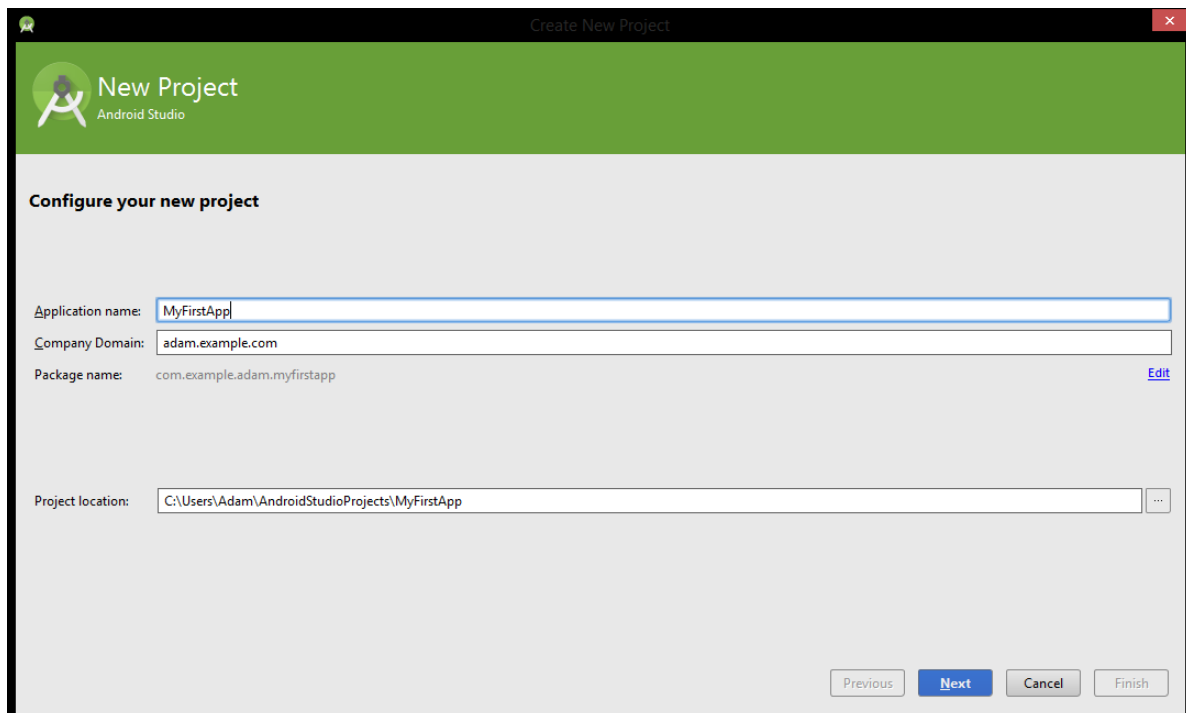 Create New Project
New Project
Android Studio
Configure your new project
Application name: MyFirstApp
Company Domain: adam.example.com
Package name: com.example.adam.myfirstapp Edit
Project location: C:\Users\Adam\AndroidStudioProjects\MyFirstApp ...
Previous Next Cancel Finish